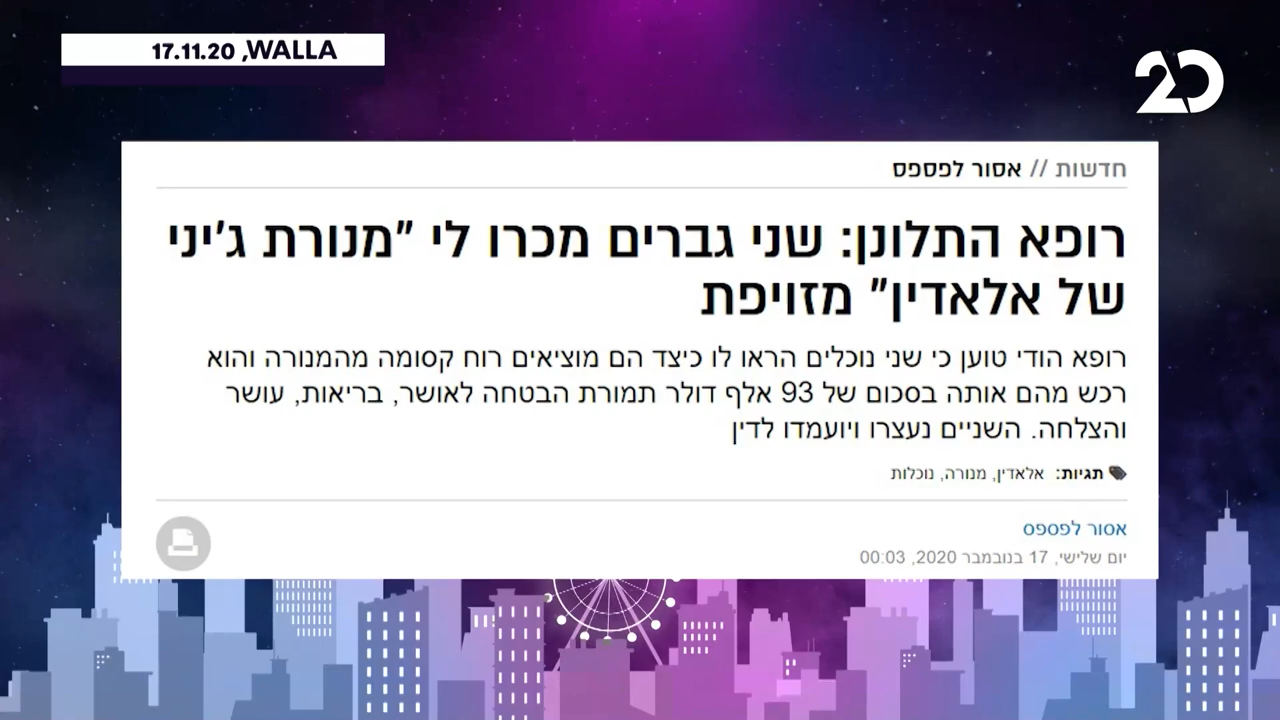 WALLA, 17.11.20
20
חדשות // אסור לפספס
רופא התלונן: שני גברים מכרו לי "מנורת ג'יני
של אלאדין" מזויפת
רופא הודי טוען כי שני נוכלים הראו לו כיצד הם מוציאים רוח קסומה מהמנורה והוא
רכש מהם אותה בסכום של 93 אלף דולר תמורת הבטחה לאושר, בריאות, עושר
והצלחה. השניים נעצרו ויועמדו לדין
תגיות: אלאדין, מנורה, נוכלות
אסור לפספס
יום שלישי, 17 בנובמבר 2020, 00:03